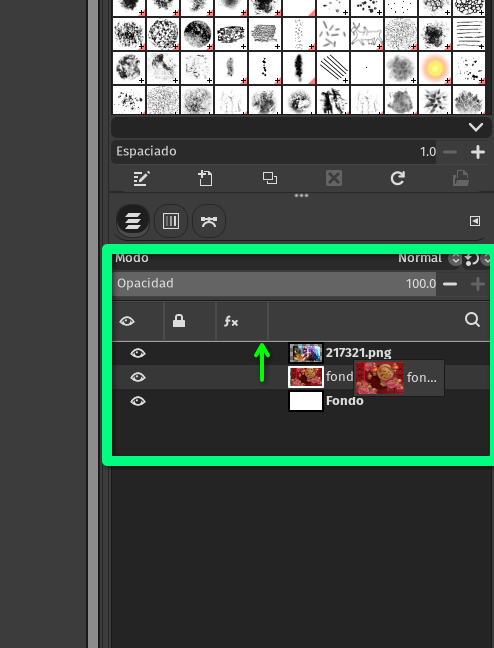 Espaciado 1.0
Modo Normal
Opacidad 100.0
fx
217321.png
fond fon...
Fondo